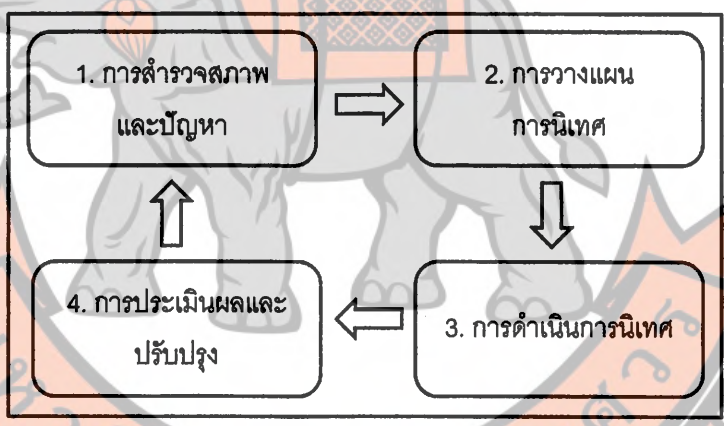 1. การสำรวจสภาพ
และปัญหา
2. การวางแผน
การนิเทศ
3. การดำเนินการนิเทศ
4. การประเมินผลและ
ปรับปรุง